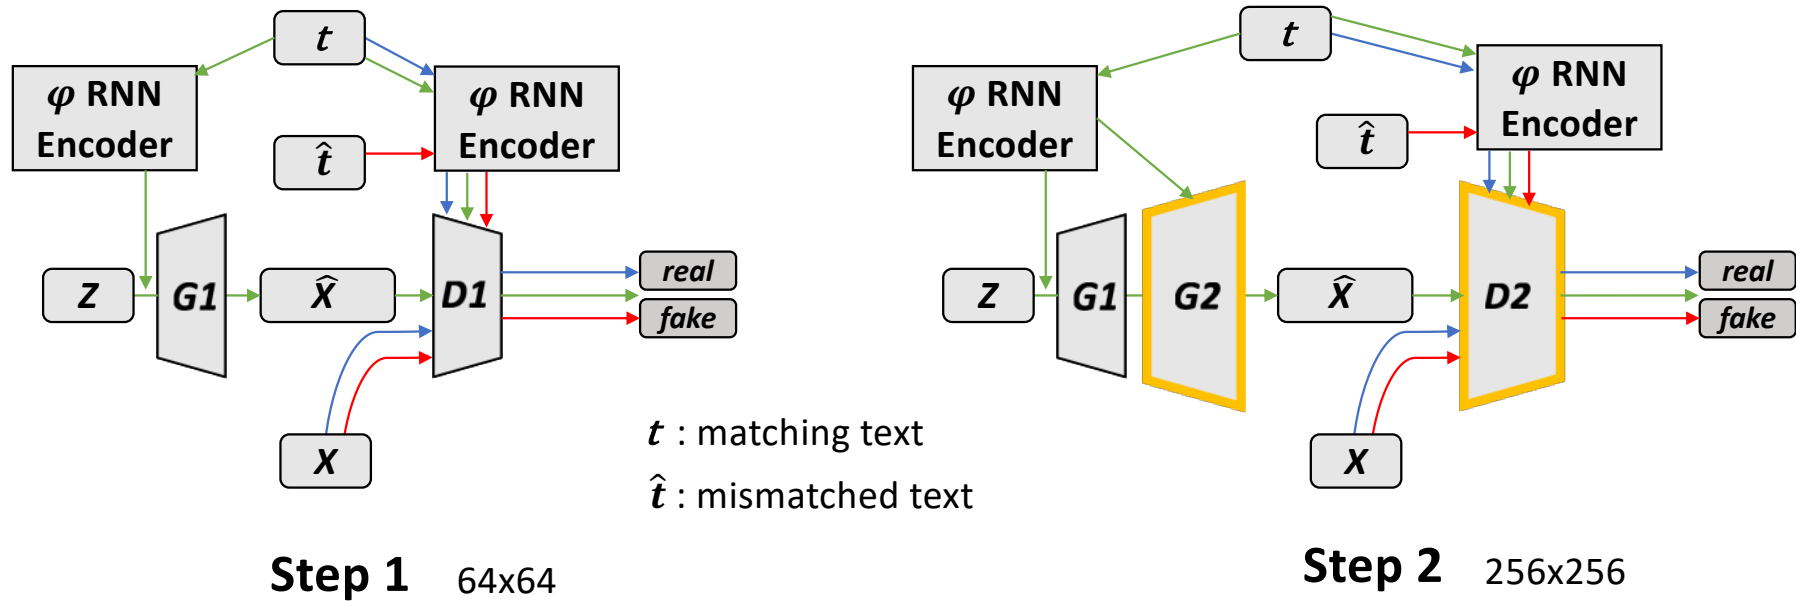 t
φ RNN
Encoder
φ RNN
Encoder
t̂
Z
G1
X̂
D1
real
fake
X
Step 1 64x64
t : matching text
t̂ : mismatched text
t
φ RNN
Encoder
φ RNN
Encoder
t̂
Z
G1
G2
X̂
D2
real
fake
X
Step 2 256x256